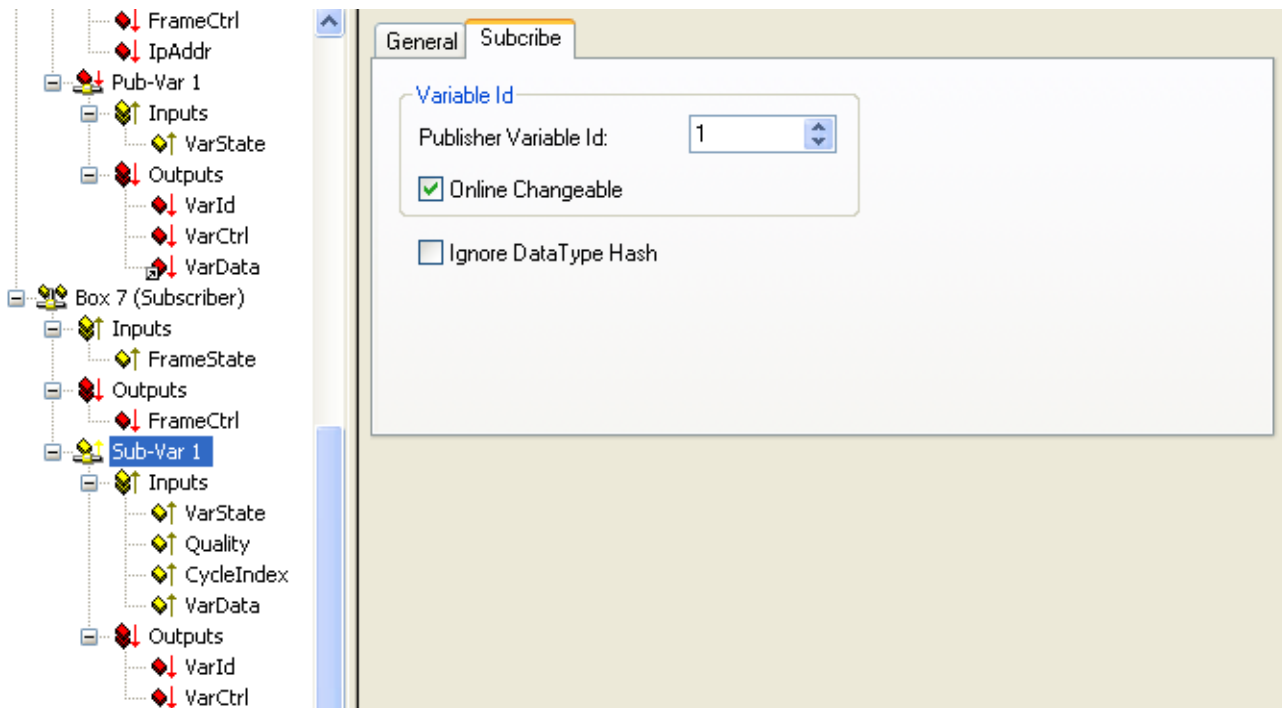 FrameCtrl
IpAddr
Pub-Var 1
Inputs
VarState
Outputs
VarId
VarCtrl
VarData
Box 7 (Subscriber)
Inputs
FrameState
Outputs
FrameCtrl
Sub-Var 1
Inputs
VarState
Quality
CycleIndex
VarData
Outputs
VarId
VarCtrl
General Subcribe
Variable Id
Publisher Variable Id: 1
Online Changeable
Ignore DataType Hash